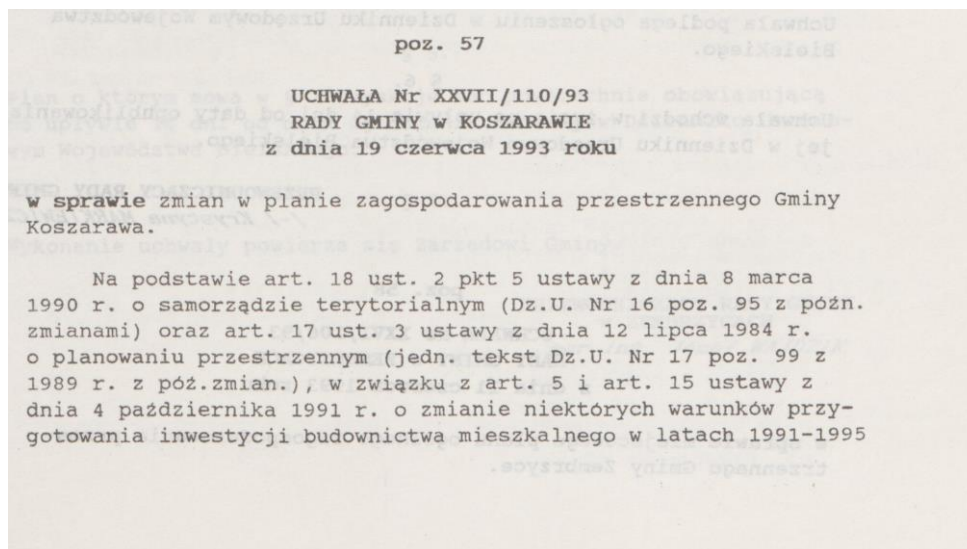 poz. 57
UCHWAŁA Nr XXVII/110/93
RADY GMINY w KOSZARAWIE
z dnia 19 czerwca 1993 roku
w sprawie zmian w planie zagospodarowania przestrzennego Gminy
Koszarawa.
Na podstawie art. 18 ust. 2 pkt 5 ustawy z dnia 8 marca
1990 r. o samorządzie terytorialnym (Dz.U. Nr 16 poz. 95 z późn.
zmianami) oraz art. 17 ust. 3 ustawy z dnia 12 lipca 1984 r.
o planowaniu przestrzennym (jedn. tekst Dz.U. Nr 17 poz. 99 z
1989 r. z póź.zmian), w związku z art. 5 i art. 15 ustawy z
dnia 4 października 1991 r. o zmianie niektórych warunków przy-
gotowania inwestycji budownictwa mieszkalnego w latach 1991-1995